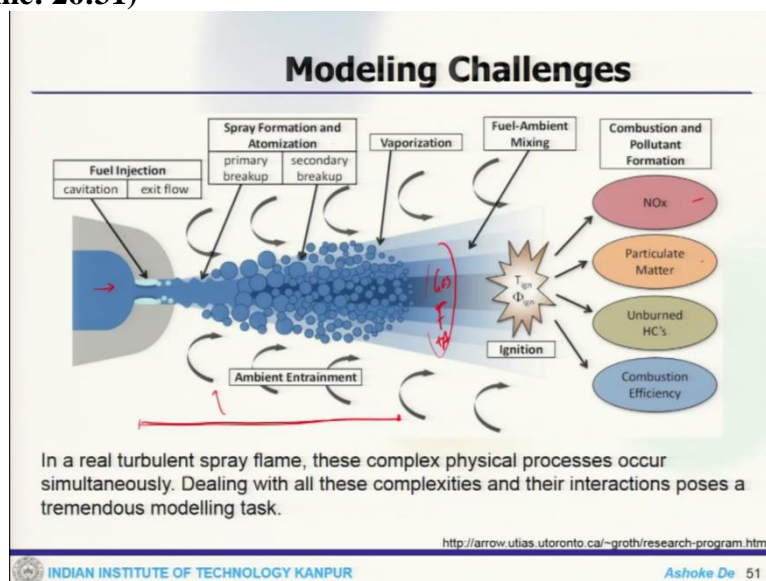 Modeling Challenges
Fuel Injection
cavitation
exit flow
Spray Formation and
Atomization
primary
breakup
secondary
breakup
Vaporization
Fuel-Ambient
Mixing
Combustion and
Pollutant
Formation
NOx
Particulate
Matter
Unburned
HC's
Combustion
Efficiency
T ign
Φ ign
Ignition
Ambient Entrainment
In a real turbulent spray flame, these complex physical processes occur
simultaneously. Dealing with all these complexities and their interactions poses a
tremendous modelling task.
http://arrow.utias.utoronto.ca/~groth/research-program.htm
INDIAN INSTITUTE OF TECHNOLOGY KANPUR
Ashoke De 51